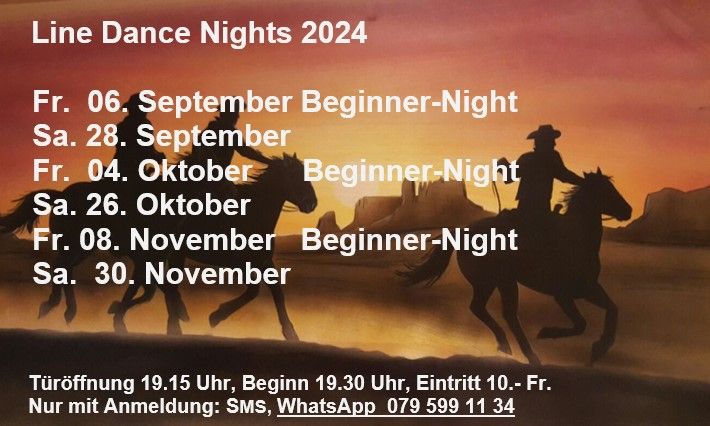 Line Dance Nights 2024
Fr. 06. September Beginner-Night
Sa. 28. September
Fr. 04. Oktober Beginner-Night
Sa. 26. Oktober
Fr. 08. November Beginner-Night
Sa. 30. November
Türöffnung 19.15 Uhr, Beginn 19.30 Uhr, Eintritt 10.- Fr.
Nur mit Anmeldung: SMS, WhatsApp 079 599 11 34